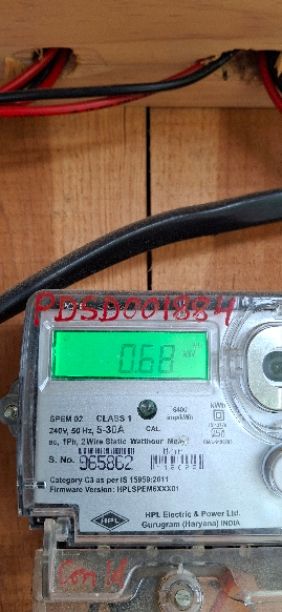 PDSD001884
0.68 kW
SPEM 02 CLASS 1
6400
imp/kWh
kWh
240V, 50 Hz, 5-30A CAL.
ac, 1Ph, 2Wire Static Watthour Meter
S. No. 965862
Category C3 as per IS 15959:2011
Firmware Version: HPLSPEM6XXX01
HPL
HPL Electric & Power Ltd.
Gurugram (Haryana) INDIA